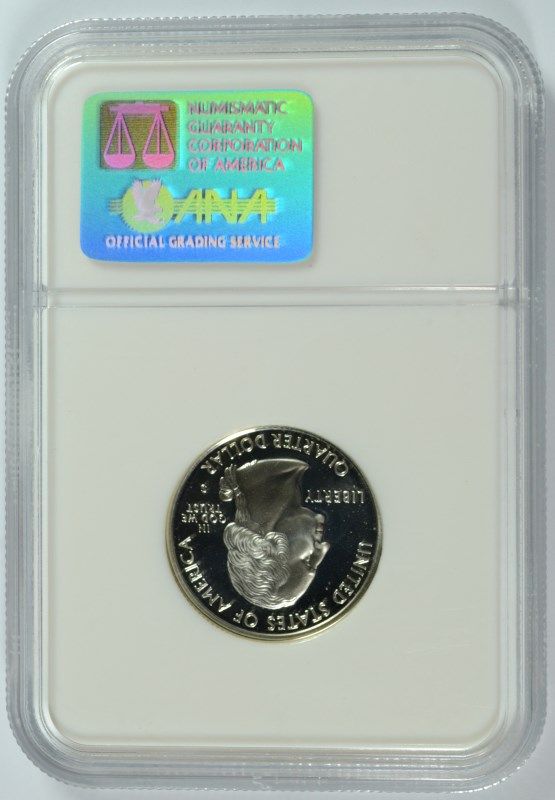 NUMISMATIC
GUARANTY
CORPORATION
OF AMERICA
ANA
OFFICIAL GRADING SERVICE
UNITED STATES OF AMERICA
LIBERTY
IN
GOD WE
TRUST
S
QUARTER DOLLAR